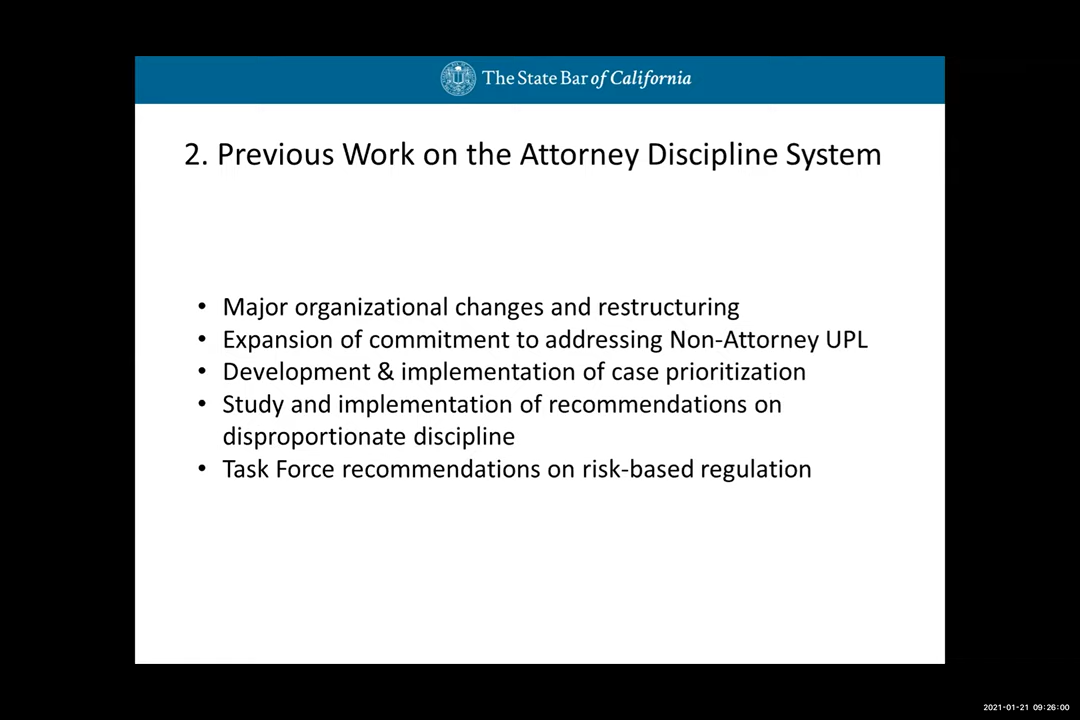 The State Bar of California
2. Previous Work on the Attorney Discipline System
• Major organizational changes and restructuring
• Expansion of commitment to addressing Non-Attorney UPL
• Development & implementation of case prioritization
• Study and implementation of recommendations on
disproportionate discipline
• Task Force recommendations on risk-based regulation
2021-01-21 09:26:00